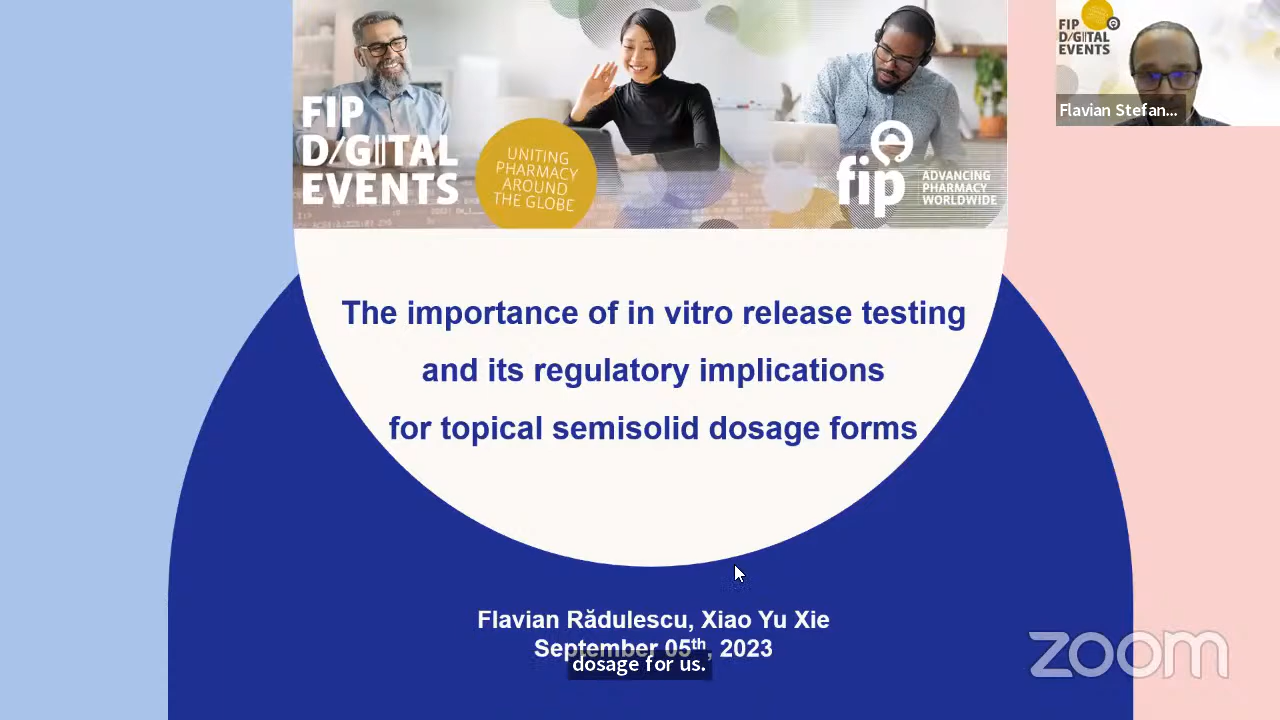 FIP
DIGITAL
EVENTS
UNITING
PHARMACY
AROUND
THE GLOBE
fip
ADVANCING
PHARMACY
WORLDWIDE
FIP
DIGITAL
EVENTS
Flavian Stefan...
The importance of in vitro release testing
and its regulatory implications
for topical semisolid dosage forms
Flavian Rădulescu, Xiao Yu Xie
September 05th, 2023
dosage for us.
zoom